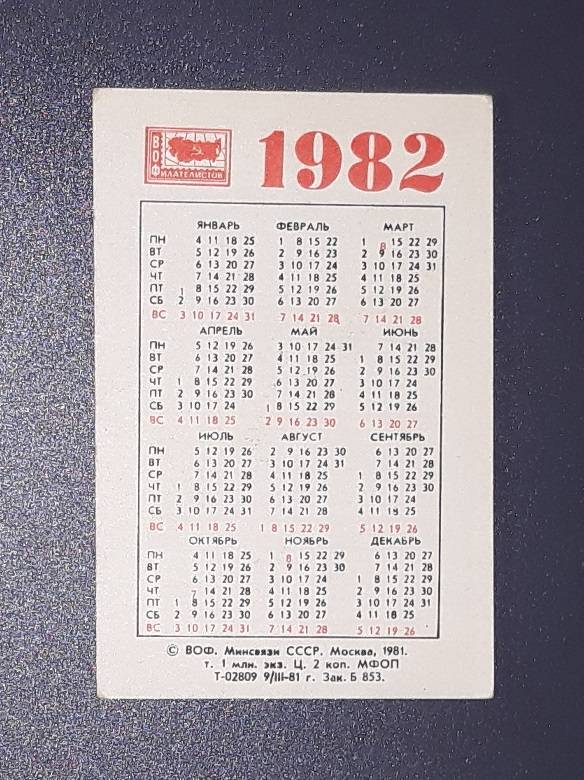 ВОФ
ИЛАТЕЛИСТОВ
1982
ЯНВАРЬ ФЕВРАЛЬ МАРТ
ПН 4 11 18 25 1 8 15 22 1 8 15 22 29
ВТ 5 12 19 26 2 9 16 23 2 9 16 23 30
СР 6 13 20 27 3 10 17 24 3 10 17 24 31
ЧТ 7 14 21 28 4 11 18 25 4 11 18 25
ПТ 1 8 15 22 29 5 12 19 26 5 12 19 26
СБ 2 9 16 23 30 6 13 20 27 6 13 20 27
ВС 3 10 17 24 31 7 14 21 28 7 14 21 28
АПРЕЛЬ МАЙ ИЮНЬ
ПН 5 12 19 26 3 10 17 24 31 7 14 21 28
ВТ 6 13 20 27 4 11 18 25 1 8 15 22 29
СР 7 14 21 28 5 12 19 26 2 9 16 23 30
ЧТ 1 8 15 22 29 6 13 20 27 3 10 17 24
ПТ 2 9 16 23 30 7 14 21 28 4 11 18 25
СБ 3 10 17 24 1 8 15 22 29 5 12 19 26
ВС 4 11 18 25 2 9 16 23 30 6 13 20 27
ИЮЛЬ АВГУСТ СЕНТЯБРЬ
ПН 5 12 19 26 2 9 16 23 30 6 13 20 27
ВТ 6 13 20 27 3 10 17 24 31 7 14 21 28
СР 7 14 21 28 4 11 18 25 1 8 15 22 29
ЧТ 1 8 15 22 29 5 12 19 26 2 9 16 23 30
ПТ 2 9 16 23 30 6 13 20 27 3 10 17 24
СБ 3 10 17 24 31 7 14 21 28 4 11 18 25
ВС 4 11 18 25 1 8 15 22 29 5 12 19 26
ОКТЯБРЬ НОЯБРЬ ДЕКАБРЬ
ПН 4 11 18 25 1 8 15 22 29 6 13 20 27
ВТ 5 12 19 26 2 9 16 23 30 7 14 21 28
СР 6 13 20 27 3 10 17 24 1 8 15 22 29
ЧТ 7 14 21 28 4 11 18 25 2 9 16 23 30
ПТ 1 8 15 22 29 5 12 19 26 3 10 17 24 31
СБ 2 9 16 23 30 6 13 20 27 4 11 18 25
ВС 3 10 17 24 31 7 14 21 28 5 12 19 26
© ВОФ. Минсвязи СССР. Москва, 1981.
т. 1 млн. экз. Ц. 2 коп. МФОП
Т-02809 9/III-81 г. Зак. Б 853.